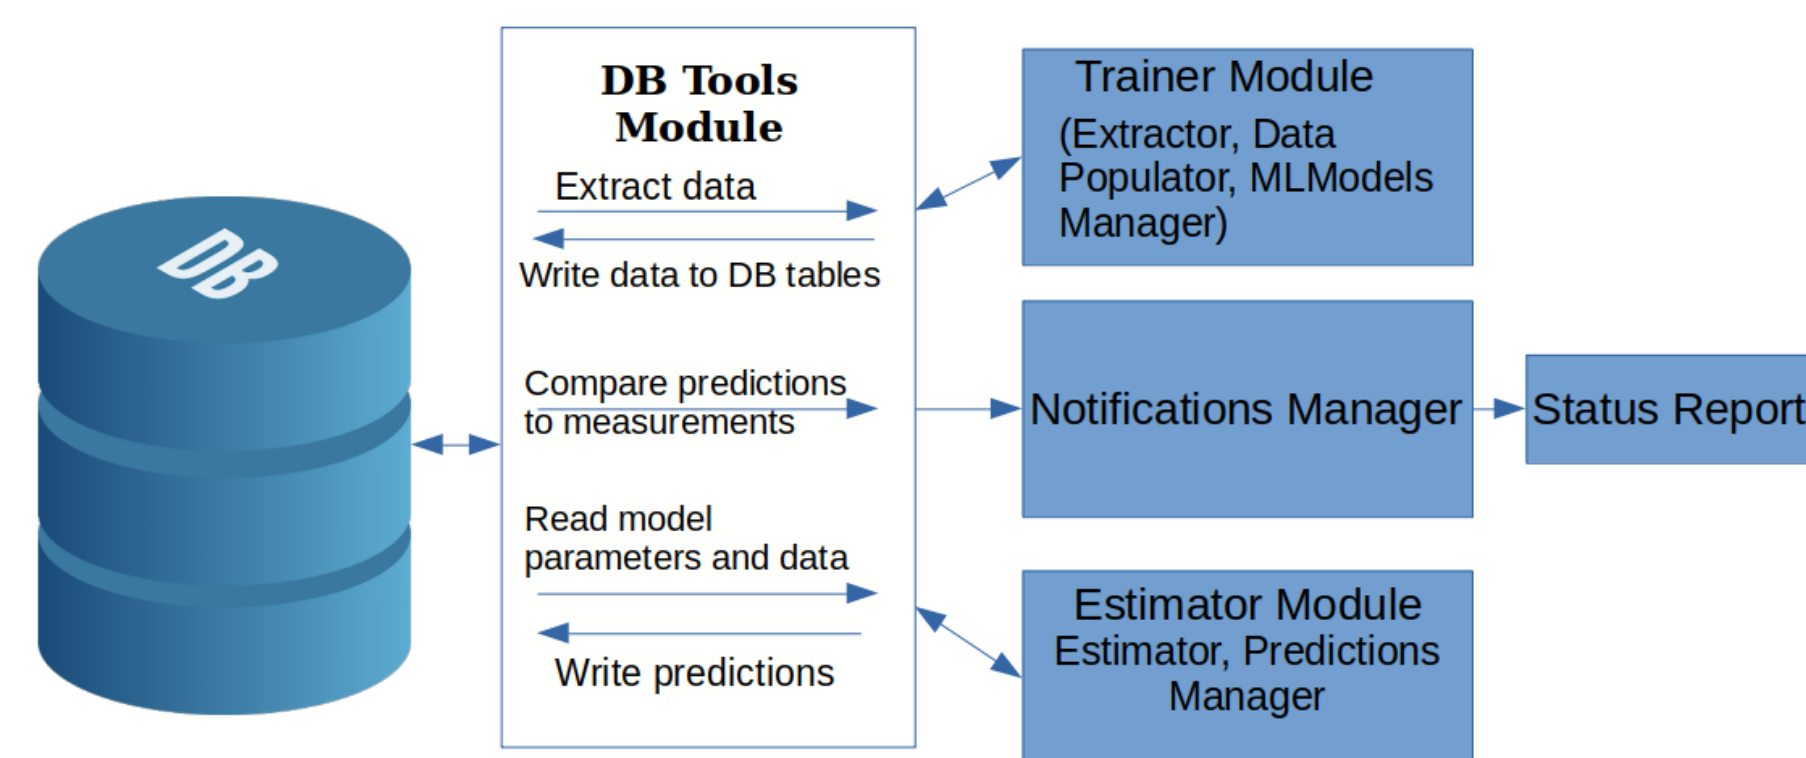 DB
DB Tools
Module
Extract data
Write data to DB tables
Compare predictions
to measurements
Read model
parameters and data
Write predictions
Trainer Module
(Extractor, Data
Populator, MLModels
Manager)
Notifications Manager
Status Report
Estimator Module
Estimator, Predictions
Manager